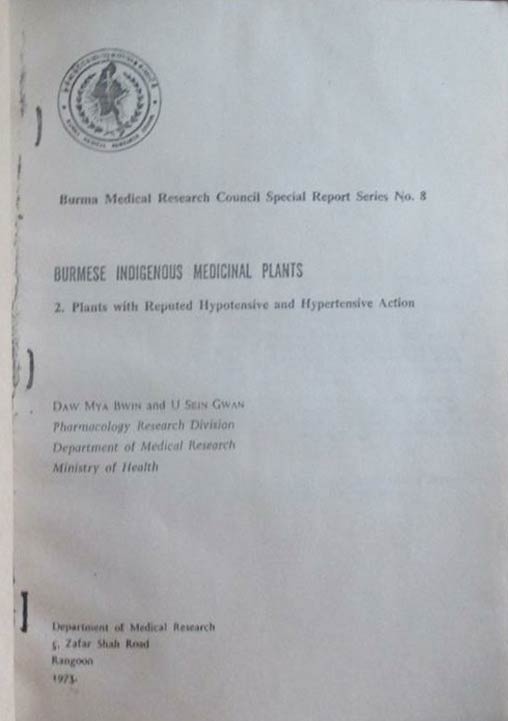 Burma Medical Research Council Special Report Series No. 8
BURMESE INDIGENOUS MEDICINAL PLANTS
2. Plants with Reputed Hypotensive and Hypertensive Action
DAW MYA BWIN and U SEIN GWAN
Pharmacology Research Division
Department of Medical Research
Ministry of Health
Department of Medical Research
5, Zafar Shah Road
Rangoon
1973.